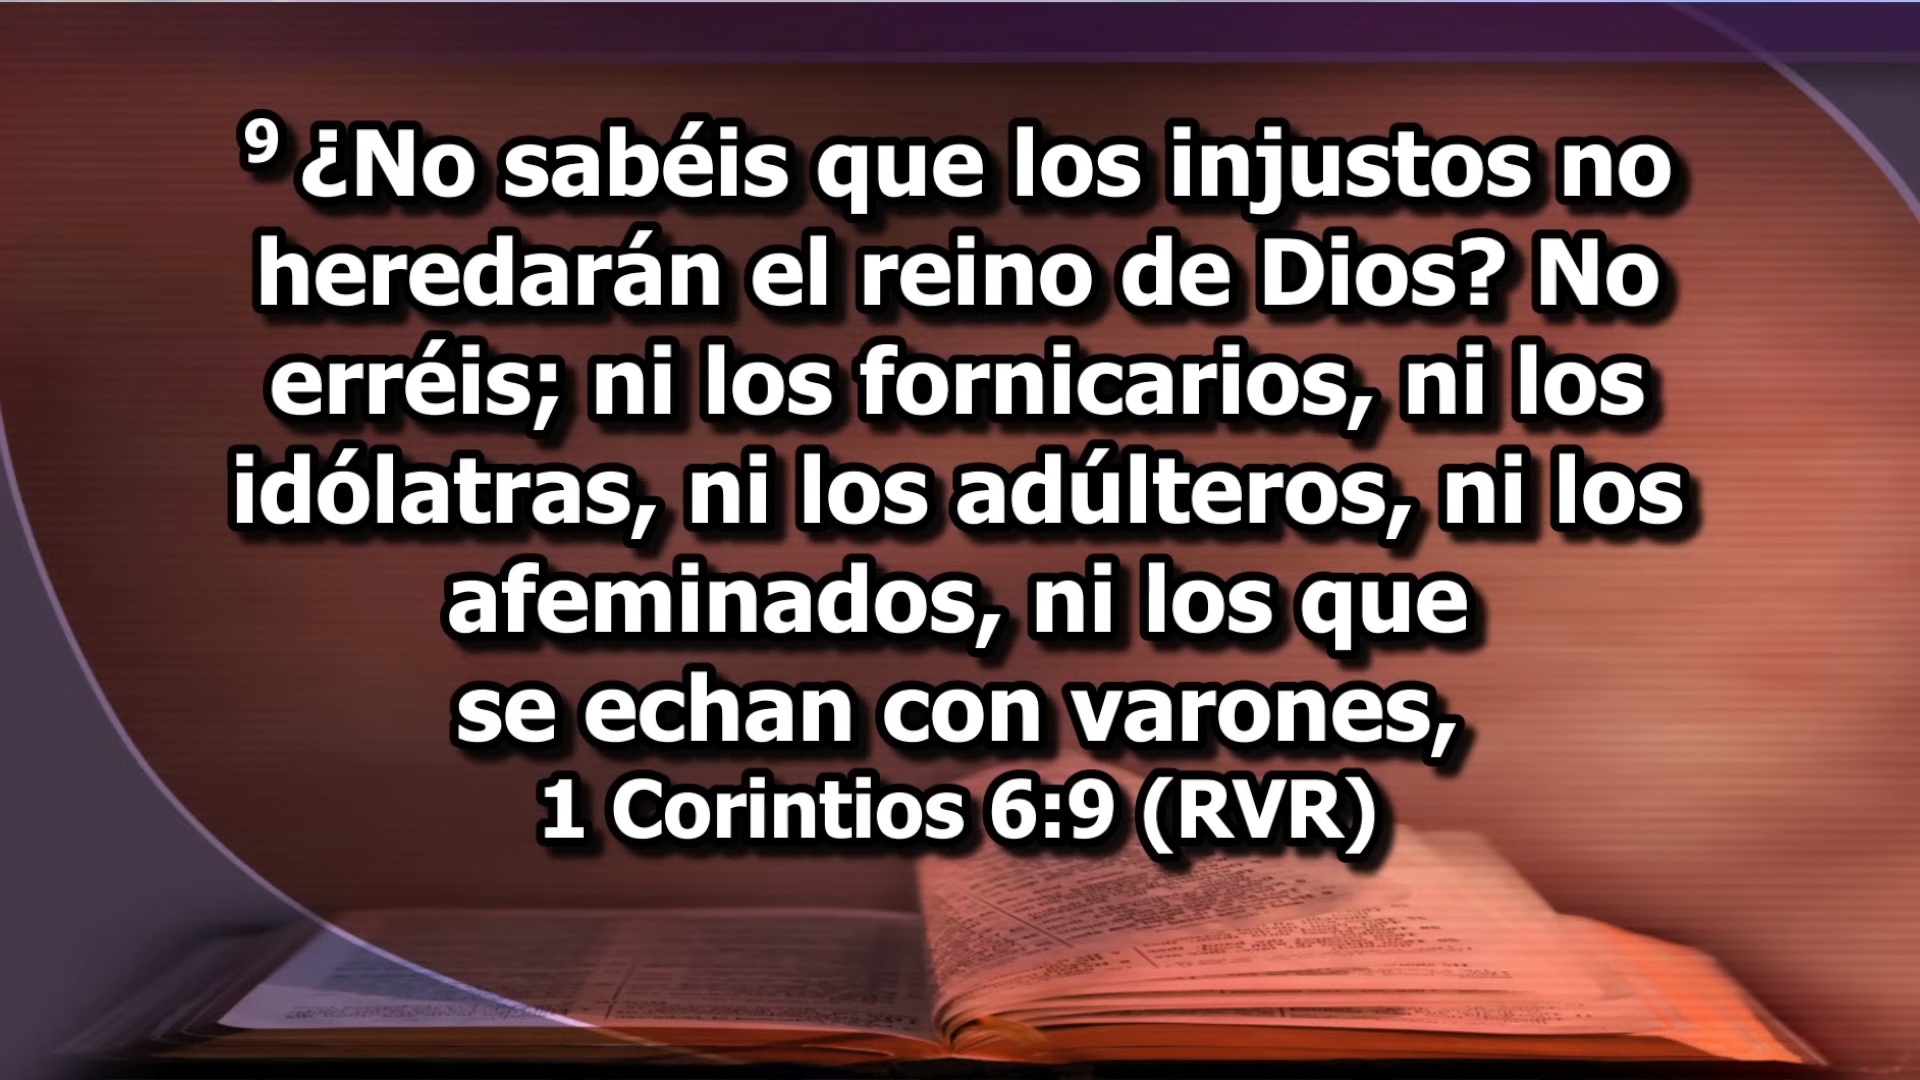 9 ¿No sabéis que los injustos no
heredarán el reino de Dios? No
erréis; ni los fornicarios, ni los
idólatras, ni los adúlteros, ni los
afeminados, ni los que
se echan con varones,
1 Corintios 6:9 (RVR)